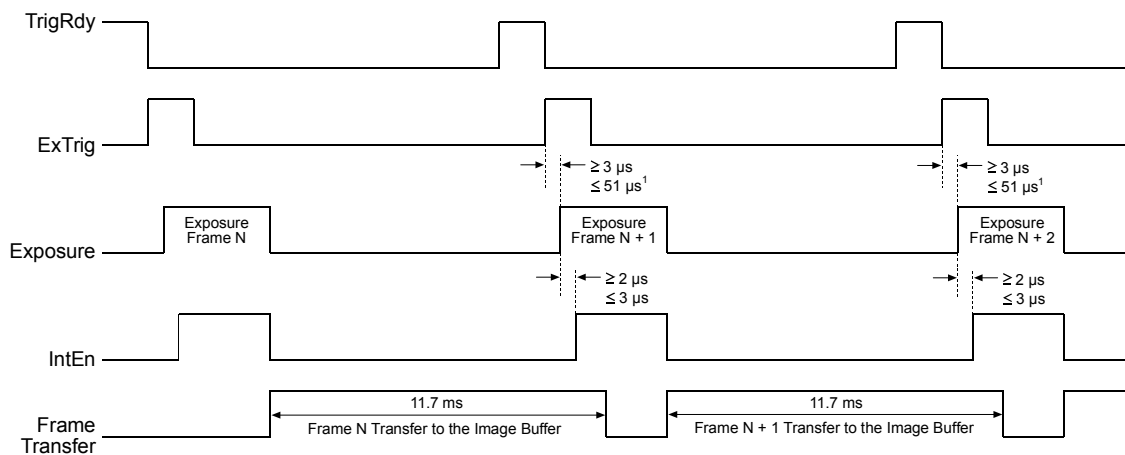 TrigRdy
ExTrig
≥ 3 µs
≤ 51 µs¹
≥ 3 µs
≤ 51 µs¹
Exposure
Exposure
Frame N
Exposure
Frame N + 1
Exposure
Frame N + 2
≥ 2 µs
≤ 3 µs
≥ 2 µs
≤ 3 µs
IntEn
Frame
Transfer
11.7 ms
Frame N Transfer to the Image Buffer
11.7 ms
Frame N + 1 Transfer to the Image Buffer